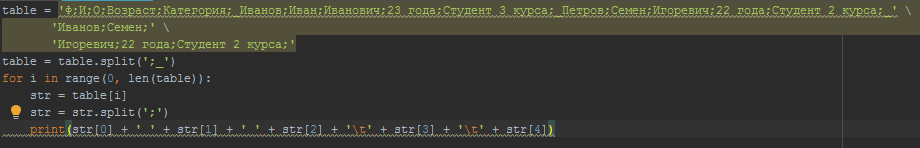 table = 'Ф;И;О;Возраст;Категория;_Иванов;Иван;Иванович;23 года;Студент 3 курса;_Петров;Семен;Игоревич;22 года;Студент 2 курса;_' \
'Иванов;Семен;' \
'Игоревич;22 года;Студент 2 курса;'
table = table.split(';_')
for i in range(0, len(table)):
str = table[i]
str = str.split(';')
print(str[0] + ' ' + str[1] + ' ' + str[2] + '\t' + str[3] + '\t' + str[4])